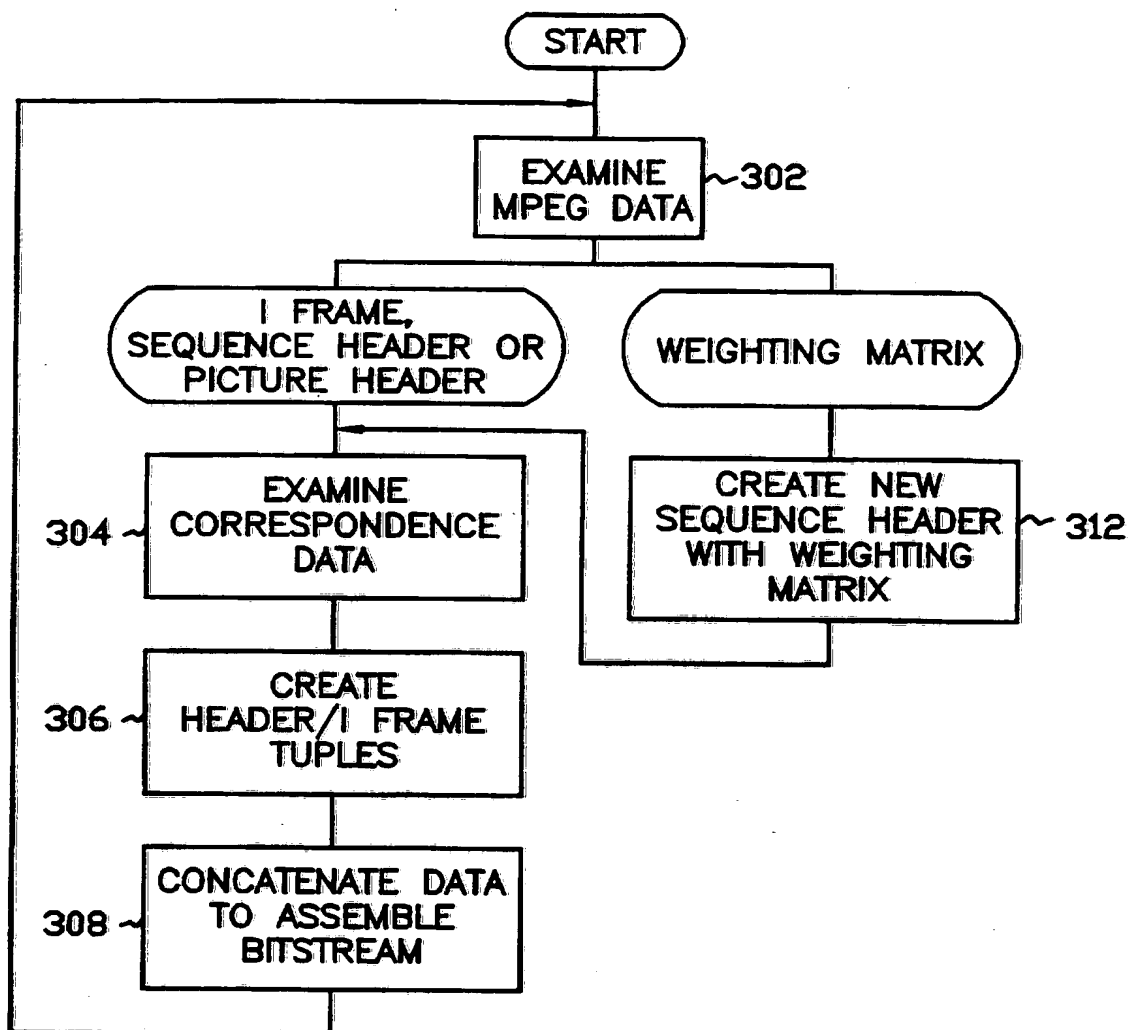 START
EXAMINE
MPEG DATA
302
I FRAME,
SEQUENCE HEADER OR
PICTURE HEADER
WEIGHTING MATRIX
EXAMINE
CORRESPONDENCE
DATA
304
CREATE NEW
SEQUENCE HEADER
WITH WEIGHTING
MATRIX
312
CREATE
HEADER/I FRAME
TUPLES
306
CONCATENATE DATA
TO ASSEMBLE
BITSTREAM
308